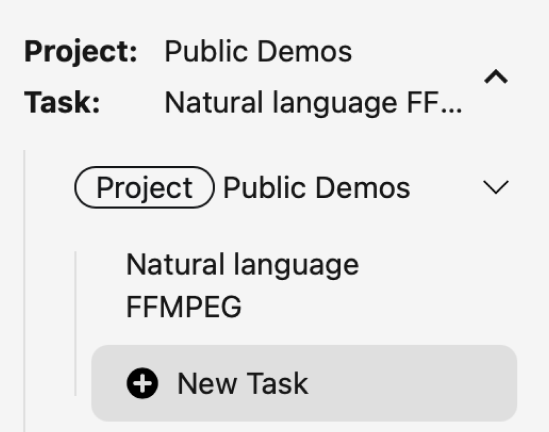 Project: Public Demos
Task: Natural language FF...
Project Public Demos
Natural language
FFMPEG
New Task